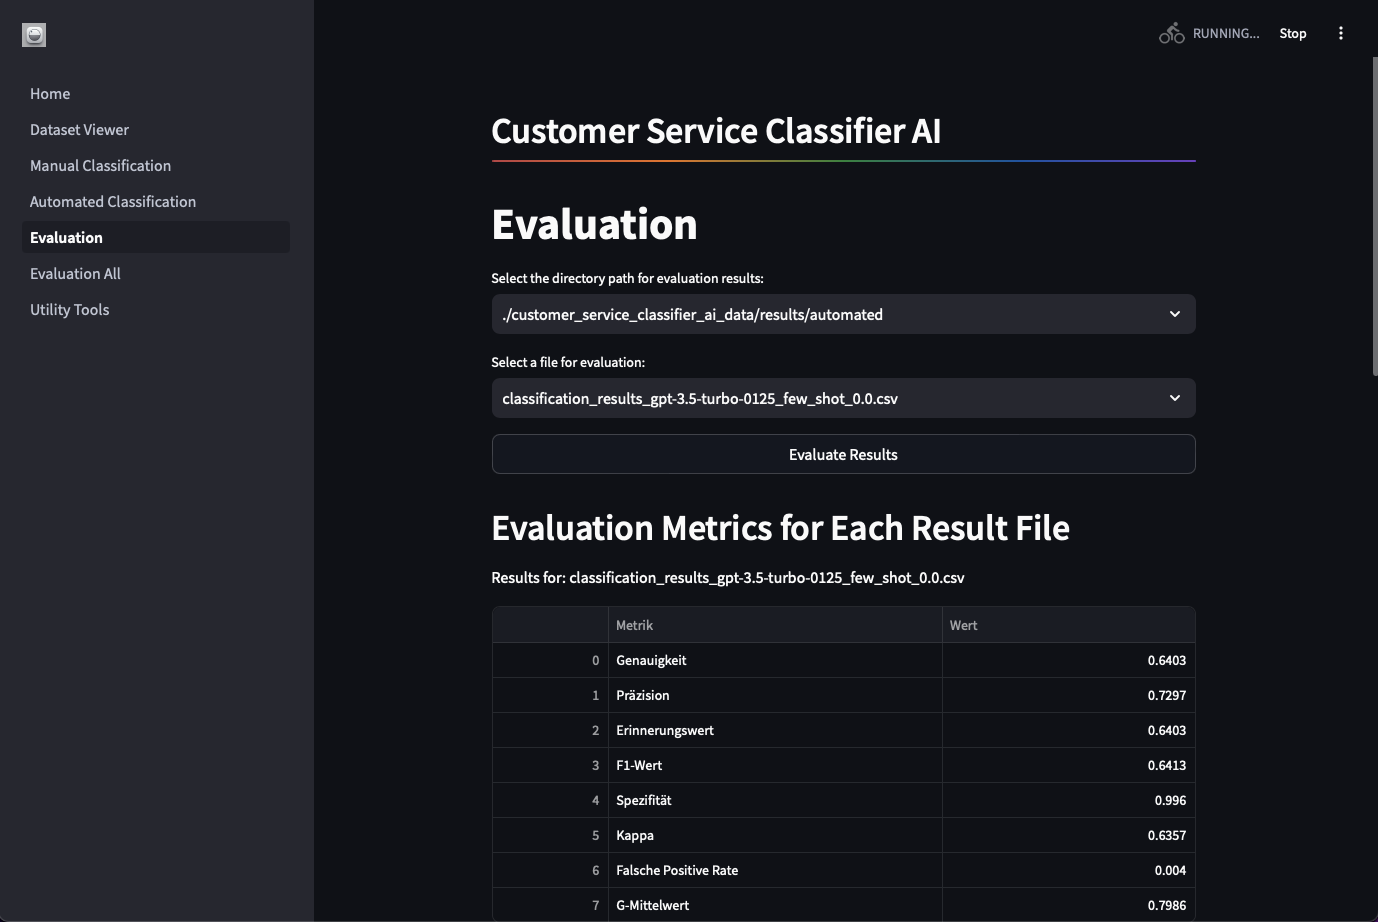 RUNNING... Stop
Home
Dataset Viewer
Manual Classification
Automated Classification
Evaluation
Evaluation All
Utility Tools
Customer Service Classifier AI
Evaluation
Select the directory path for evaluation results:
./customer_service_classifier_ai_data/results/automated
Select a file for evaluation:
classification_results_gpt-3.5-turbo-0125_few_shot_0.0.csv
Evaluate Results
Evaluation Metrics for Each Result File
Results for: classification_results_gpt-3.5-turbo-0125_few_shot_0.0.csv
Metrik Wert
0 Genauigkeit 0.6403
1 Präzision 0.7297
2 Erinnerungswert 0.6403
3 F1-Wert 0.6413
4 Spezifität 0.996
5 Kappa 0.6357
6 Falsche Positive Rate 0.004
7 G-Mittelwert 0.7986